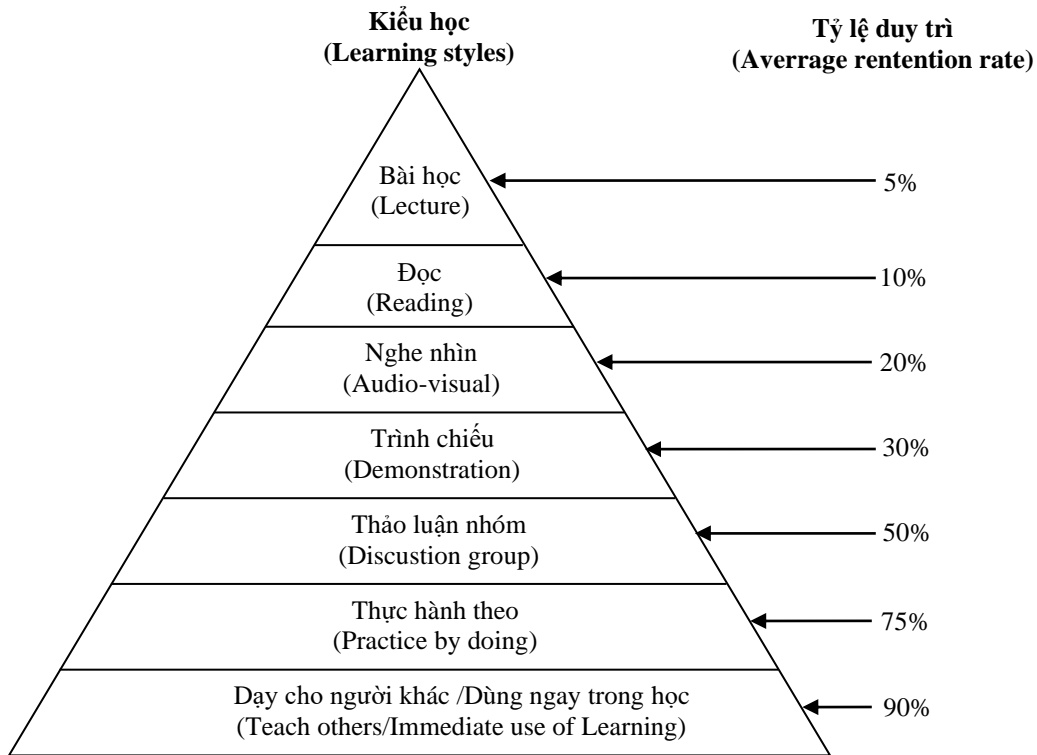 Kiểu học
(Learning styles)
Tỷ lệ duy trì
(Averrage rentention rate)
Bài học
(Lecture)
5%
Đọc
(Reading)
10%
Nghe nhìn
(Audio-visual)
20%
Trình chiếu
(Demonstration)
30%
Thảo luận nhóm
(Discustion group)
50%
Thực hành theo
(Practice by doing)
75%
Dạy cho người khác /Dùng ngay trong học
(Teach others/Immediate use of Learning)
90%